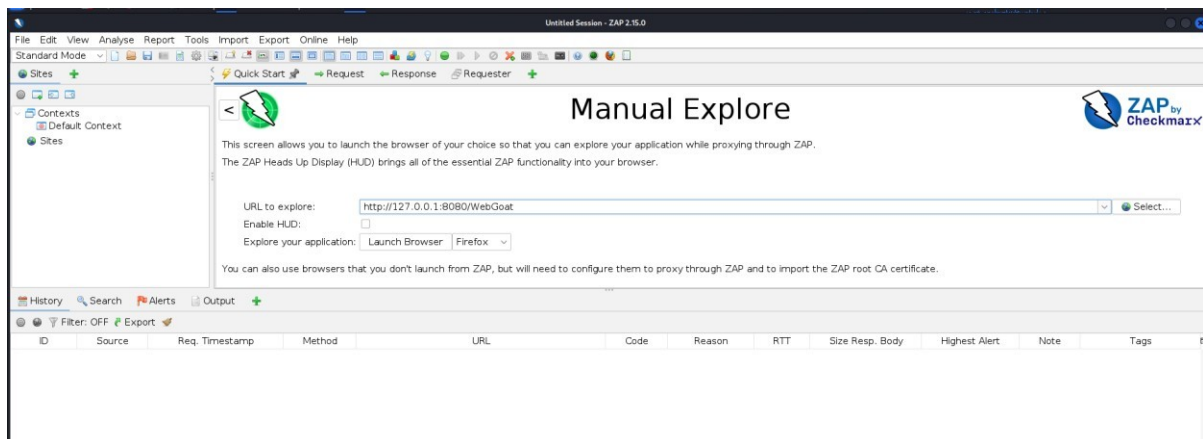 Untitled Session - ZAP 2.15.0
File Edit View Analyse Report Tools Import Export Online Help
Standard Mode
Sites
Quick Start Request Response Requester
Contexts
Default Context
Sites
<
Manual Explore
ZAP by
Checkmarx
This screen allows you to launch the browser of your choice so that you can explore your application while proxying through ZAP.
The ZAP Heads Up Display (HUD) brings all of the essential ZAP functionality into your browser.
URL to explore: http://127.0.0.1:8080/WebGoat Select...
Enable HUD:
Explore your application: Launch Browser Firefox
You can also use browsers that you don't launch from ZAP, but will need to configure them to proxy through ZAP and to import the ZAP root CA certificate.
History Search Alerts Output
Filter: OFF Export
ID Source Req. Timestamp Method URL Code Reason RTT Size Resp. Body Highest Alert Note Tags